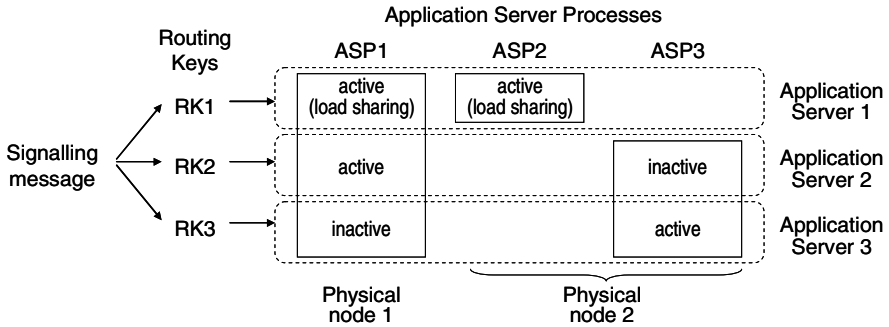 Application Server Processes
Routing
Keys
ASP1
ASP2
ASP3
RK1
active
(load sharing)
active
(load sharing)
Application
Server 1
Signalling
message
RK2
active
inactive
Application
Server 2
RK3
inactive
active
Application
Server 3
Physical
node 1
Physical
node 2